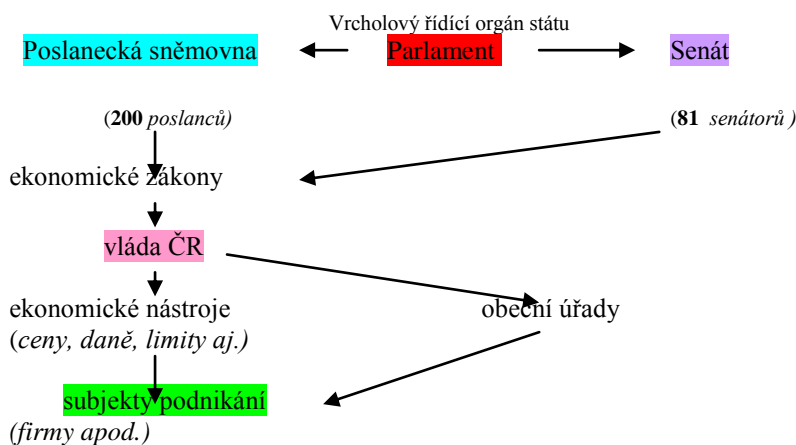 Vrcholový řídící orgán státu
Poslanecká sněmovna Parlament Senát
(200 poslanců) (81 senátorů )
ekonomické zákony
vláda ČR
ekonomické nástroje obecní úřady
(ceny, daně, limity aj.)
subjekty podnikání
(firmy apod.)